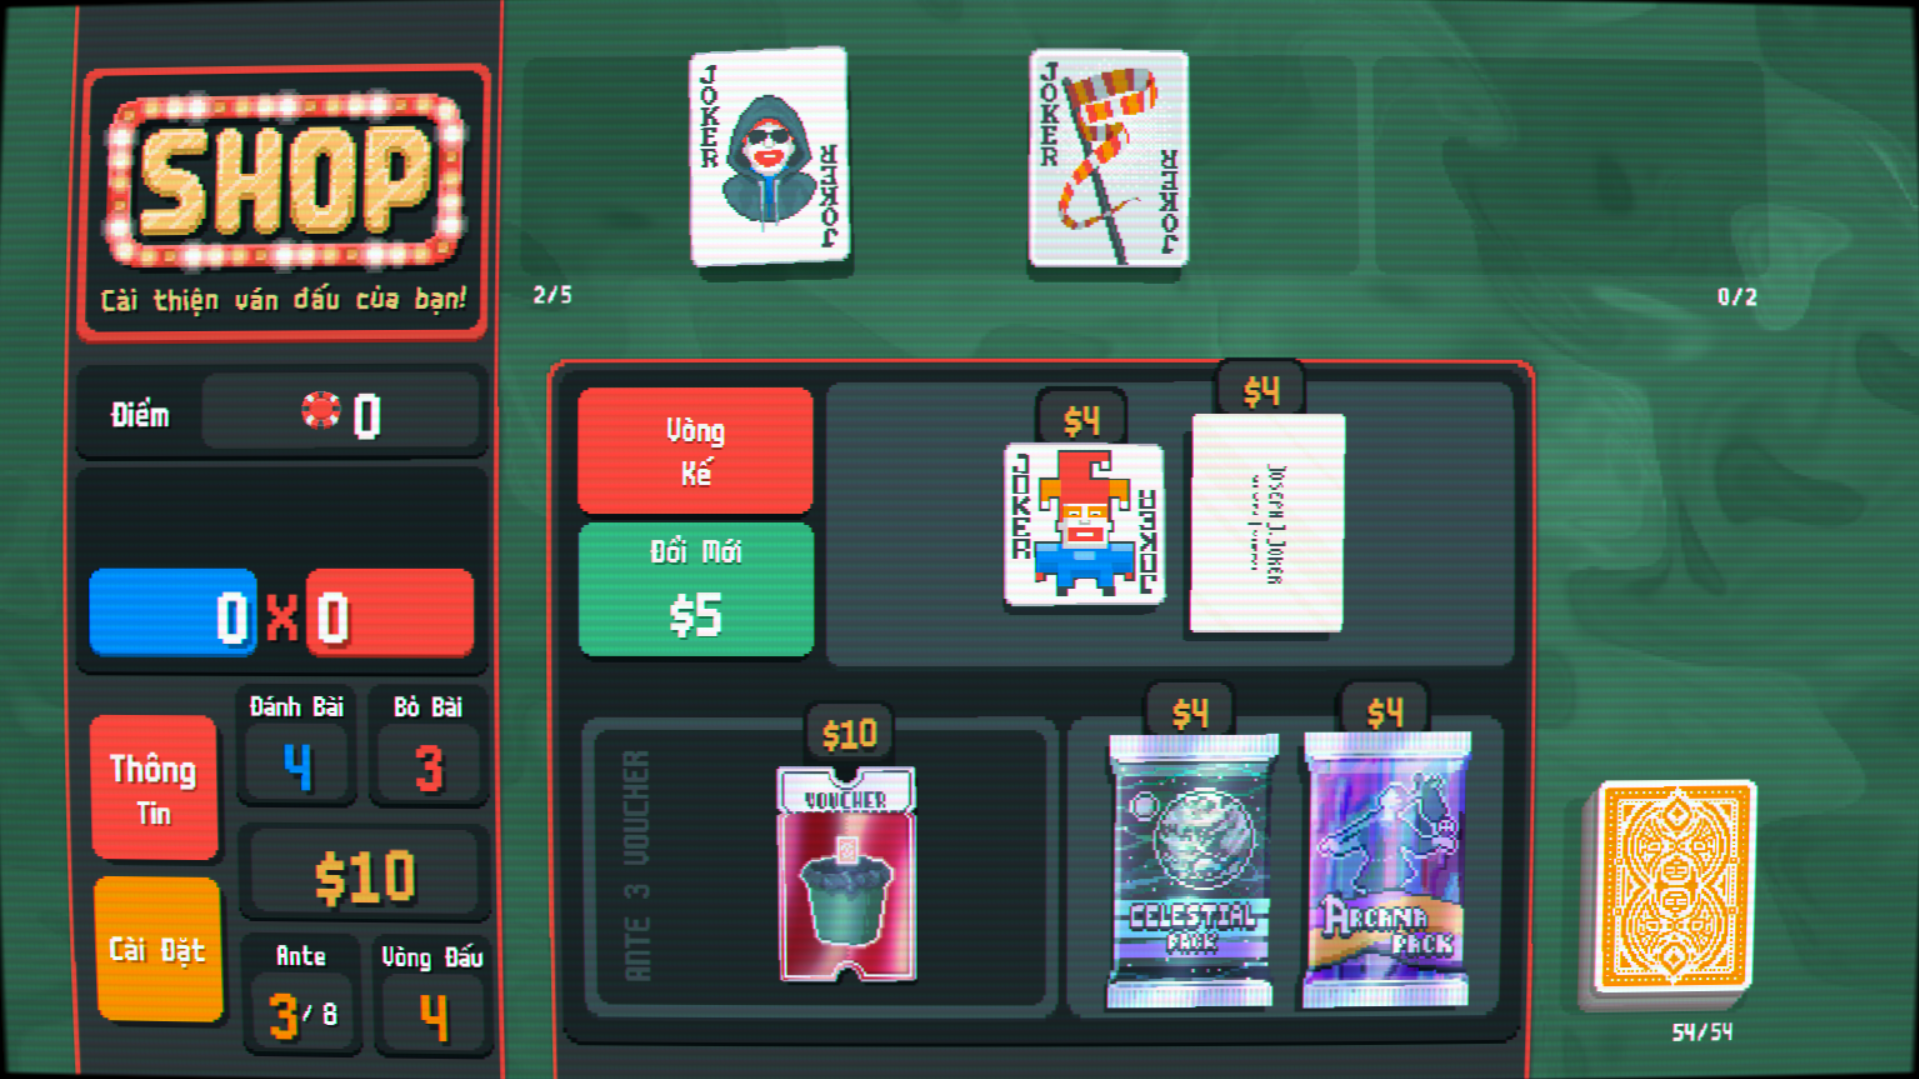 SHOP
Cải thiện ván đấu của bạn!
Điểm
0
0 X 0
Thông
Tin
Cài Đặt
Đánh Bài
4
Bỏ Bài
3
$10
Ante
3/8
Vòng Đấu
4
JOKER
JOKER
JOKER
JOKER
2/5
0/2
Vòng
Kế
Đổi Mới
$5
$4
JOKER
JOKER
$4
JOSEPH J. JOKER
ANTE 3 VOUCHER
$10
VOUCHER
$4
CELESTIAL
PACK
$4
ARCANA
PACK
54/54